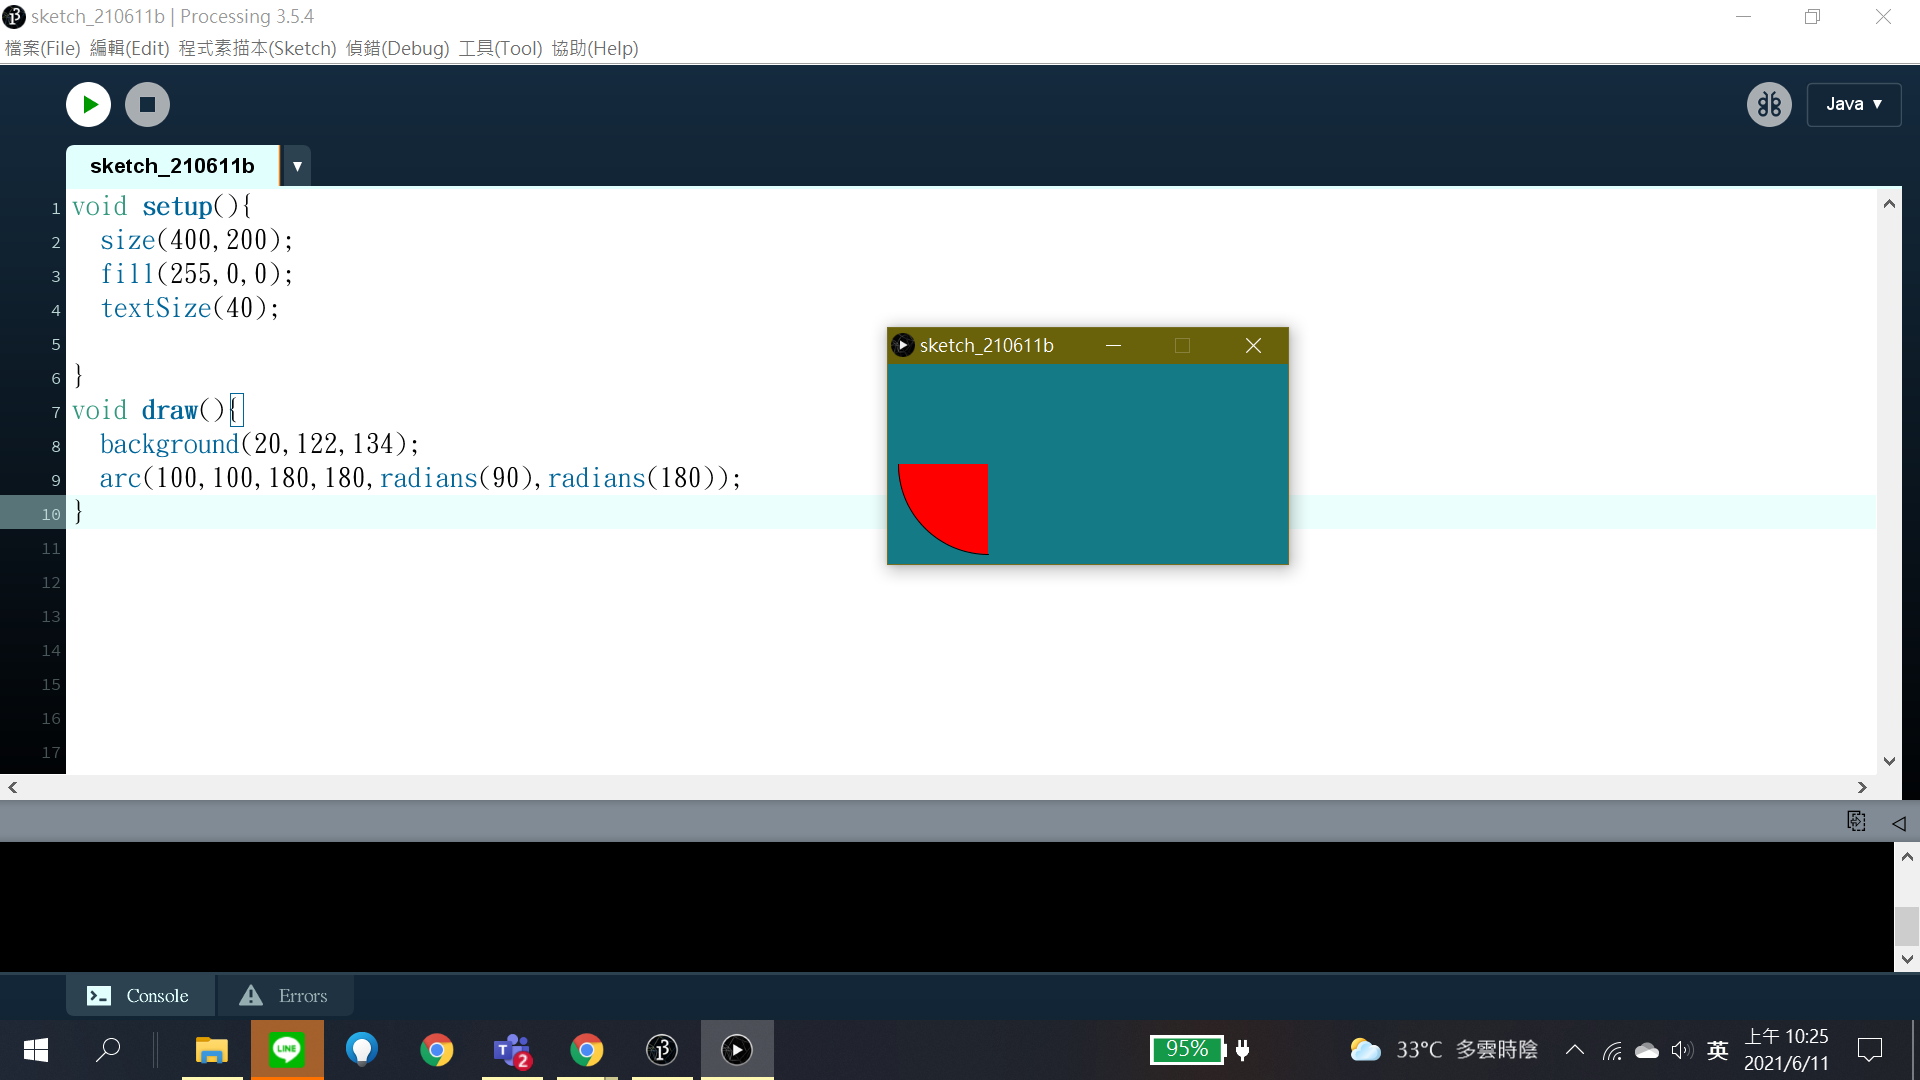 sketch_210611b | Processing 3.5.4
檔案(File) 編輯(Edit) 程式素描本(Sketch) 偵錯(Debug) 工具(Tool) 協助(Help)
Java ▼
sketch_210611b ▼
1 void setup(){
2 size(400,200);
3 fill(255,0,0);
4 textSize(40);
5
6 }
7 void draw(){
8 background(20,122,134);
9 arc(100,100,180,180,radians(90),radians(180));
10 }
11
12
13
14
15
16
17
sketch_210611b
Console Errors
LINE
T
2
95%
33°C 多雲時陰
英
上午 10:25
2021/6/11